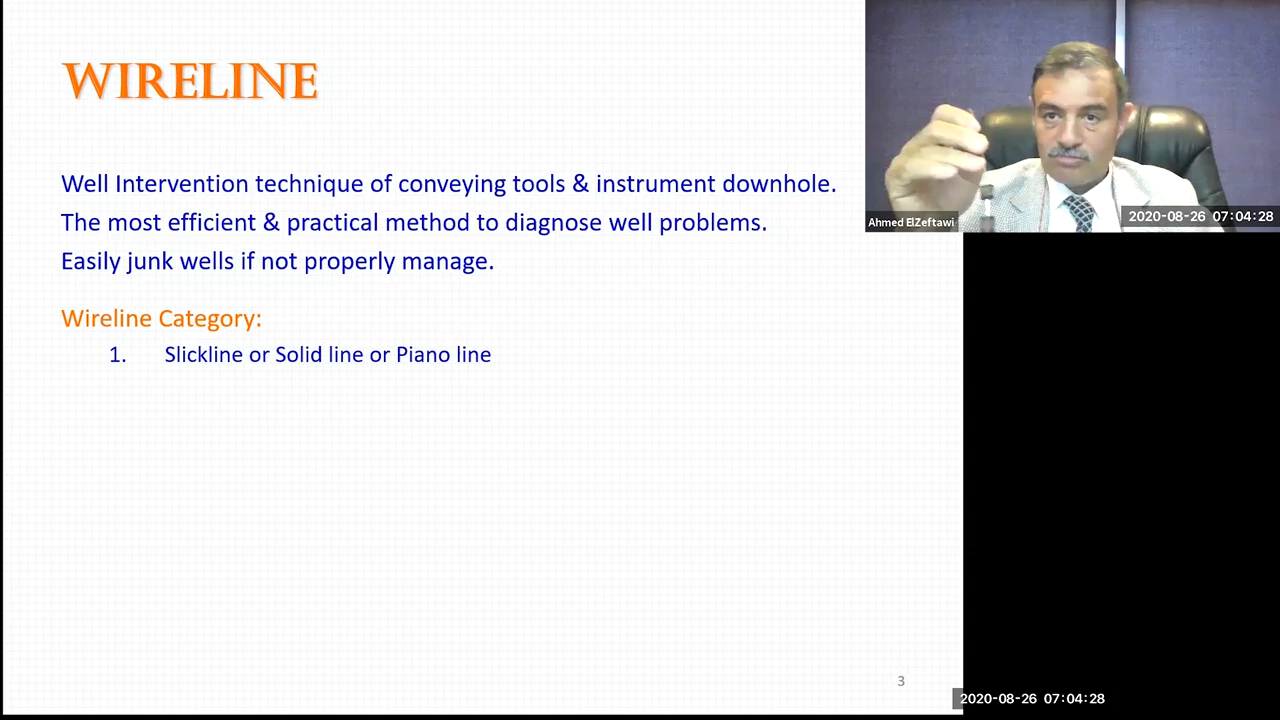 WIRELINE
Well Intervention technique of conveying tools & instrument downhole.
The most efficient & practical method to diagnose well problems.
Easily junk wells if not properly manage.
Wireline Category:
1. Slickline or Solid line or Piano line
3
Ahmed ElZeftawi
2020-08-26 07:04:28
2020-08-26 07:04:28